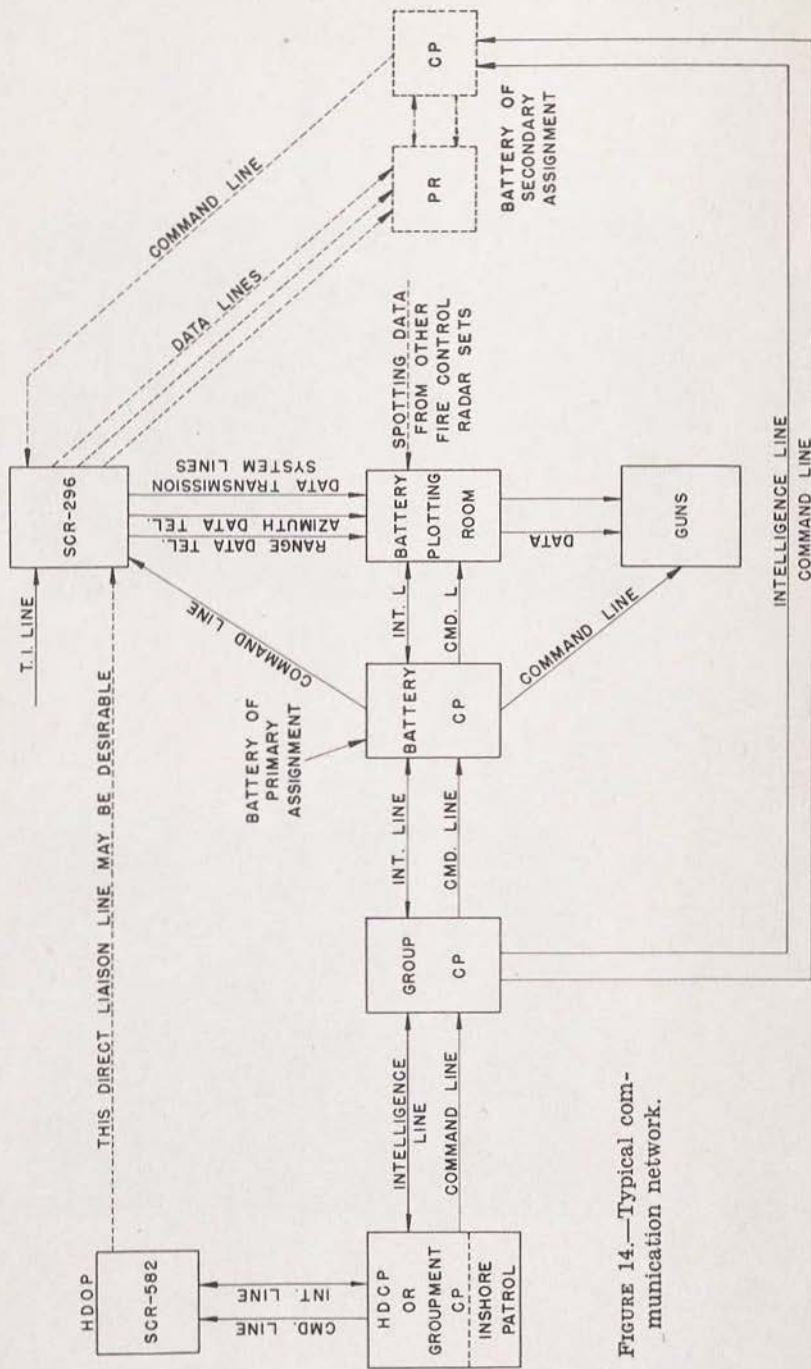 HDOP
SCR-582
THIS DIRECT LIAISON LINE MAY BE DESIRABLE
T.I. LINE
SCR-296
COMMAND LINE
DATA LINES
CMD. LINE
INT. LINE
COMMAND LINE
RANGE DATA TEL.
AZIMUTH DATA TEL.
DATA TRANSMISSION
SYSTEM LINES
BATTERY OF
PRIMARY
ASSIGNMENT
SPOTTING DATA
FROM OTHER
FIRE CONTROL
RADAR SETS
PR
CP
BATTERY OF
SECONDARY
ASSIGNMENT
HDCP
OR
GROUPMENT
CP
INSHORE
PATROL
INTELLIGENCE
LINE
COMMAND LINE
GROUP
CP
INT. LINE
CMD. LINE
BATTERY
CP
INT. L
CMD. L
BATTERY
PLOTTING
ROOM
COMMAND LINE
DATA
GUNS
INTELLIGENCE LINE
COMMAND LINE
FIGURE 14.—Typical com-
munication network.